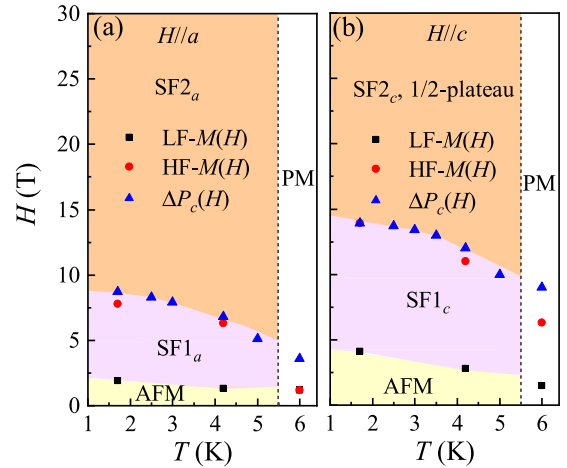 (a)
H//a
SF2a
LF-M(H)
HF-M(H)
ΔPc(H)
PM
SF1a
AFM
(b)
H//c
SF2c, 1/2-plateau
LF-M(H)
HF-M(H)
ΔPc(H)
PM
SF1c
AFM
H (T)
30
25
20
15
10
5
0
1 2 3 4 5 6
T (K)
1 2 3 4 5 6
T (K)